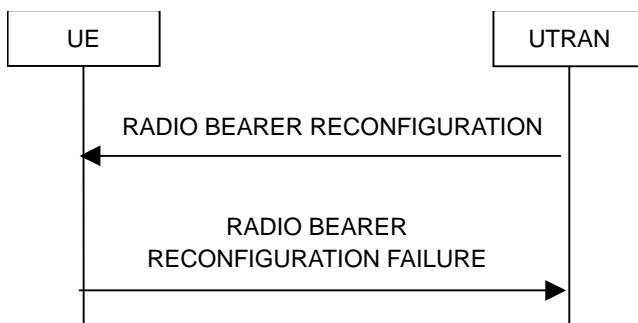 UE
UTRAN
RADIO BEARER RECONFIGURATION
RADIO BEARER
RECONFIGURATION FAILURE